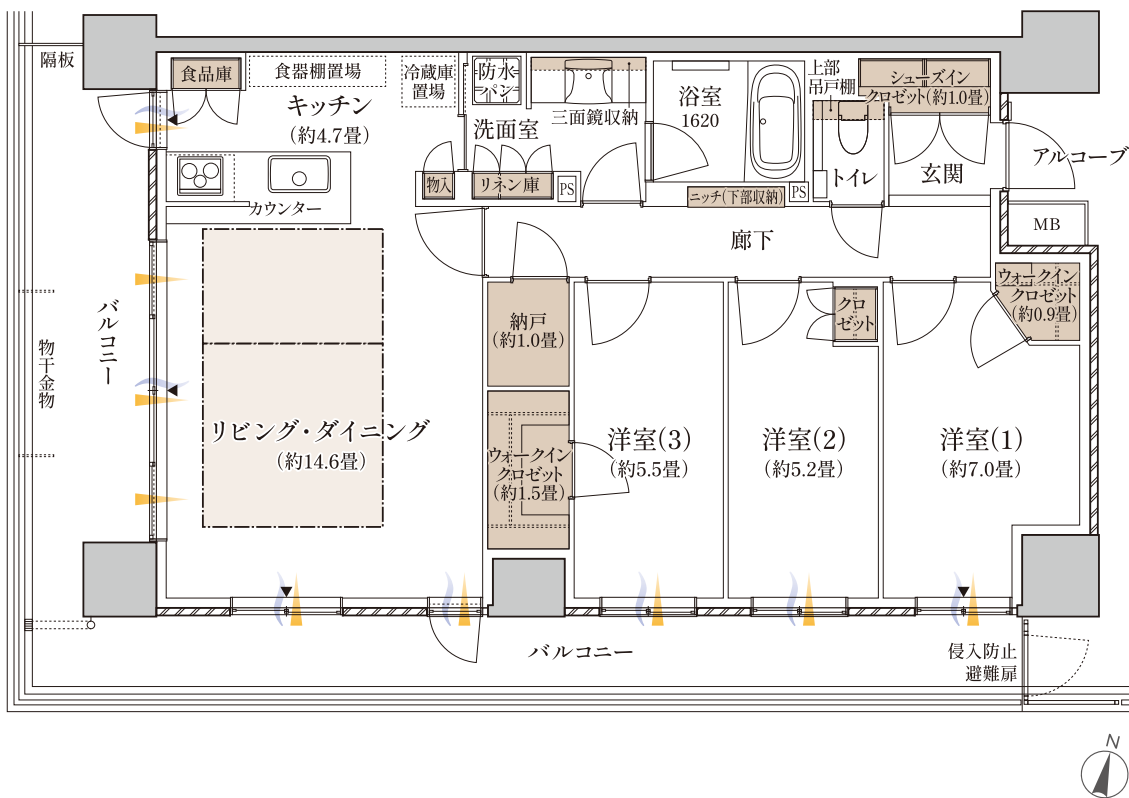 隔板
食品庫
食器棚置場
冷蔵庫
置場
防水
パン
三面鏡収納
浴室
1620
上部
吊戸棚
シューズイン
クロゼット(約1.0畳)
キッチン
(約4.7畳)
洗面室
物入
リネン庫
PS
ニッチ(下部収納)
PS
トイレ
玄関
アルコーブ
MB
カウンター
廊下
バルコニー
物干金物
納戸
(約1.0畳)
クロ
ゼット
ウォークイン
クロゼット
(約0.9畳)
リビング・ダイニング
(約14.6畳)
ウォークイン
クロゼット
(約1.5畳)
洋室(3)
(約5.5畳)
洋室(2)
(約5.2畳)
洋室(1)
(約7.0畳)
バルコニー
侵入防止
避難扉
N